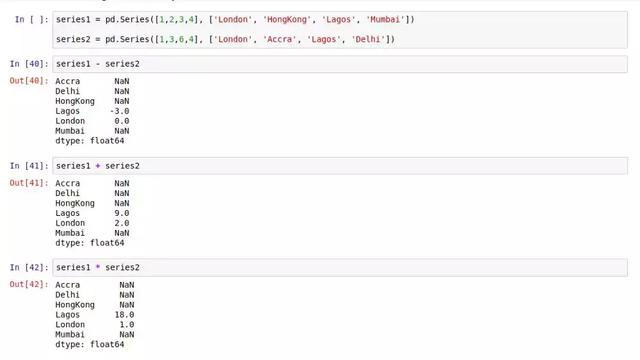 In [ ]: series1 = pd.Series([1,2,3,4], ['London', 'HongKong', 'Lagos', 'Mumbai'])
series2 = pd.Series([1,3,6,4], ['London', 'Accra', 'Lagos', 'Delhi'])
In [40]: series1 - series2
Out[40]: Accra NaN
Delhi NaN
HongKong NaN
Lagos -3.0
London 0.0
Mumbai NaN
dtype: float64
In [41]: series1 + series2
Out[41]: Accra NaN
Delhi NaN
HongKong NaN
Lagos 9.0
London 2.0
Mumbai NaN
dtype: float64
In [42]: series1 * series2
Out[42]: Accra NaN
Delhi NaN
HongKong NaN
Lagos 18.0
London 1.0
Mumbai NaN
dtype: float64